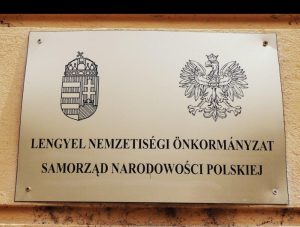 LENGYEL NEMZETISÉGI ÖNKORMÁNYZAT
SAMORZĄD NARODOWOŚCI POLSKIEJ